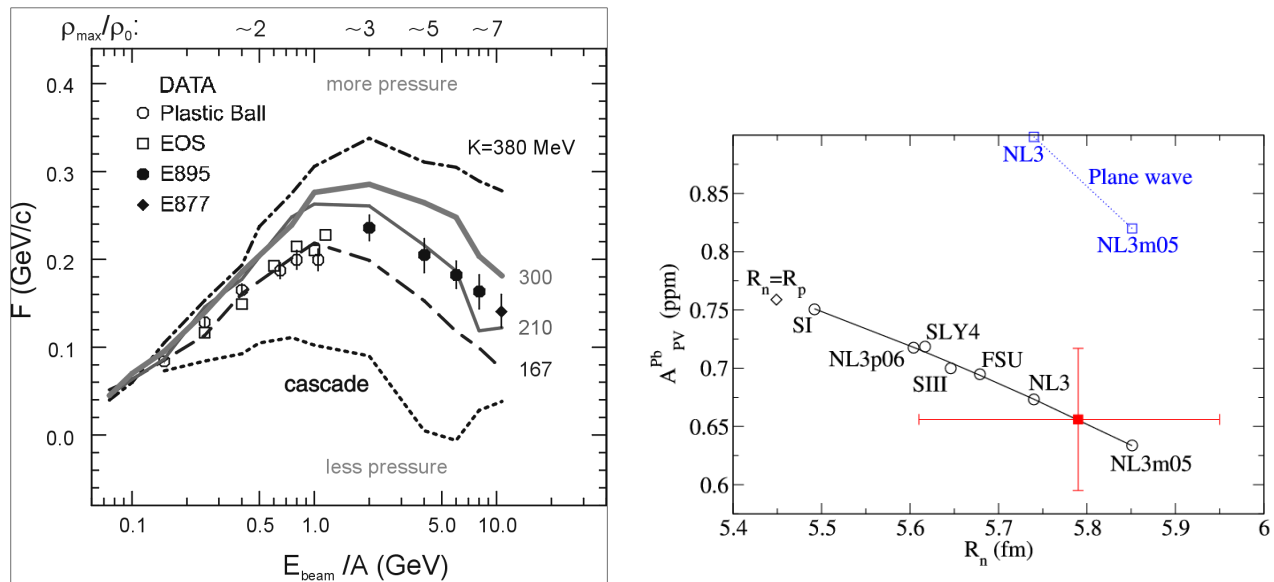 ρmax/ρ0: ~2 ~3 ~5 ~7
0.4
0.3
0.2
0.1
0.0
F (GeV/c)
DATA
Plastic Ball
EOS
E895
E877
more pressure
K=380 MeV
300
210
167
cascade
less pressure
0.1 0.5 1.0 5.0 10.0
Ebeam /A (GeV)
0.85
0.8
0.75
0.7
0.65
0.6
A Pb PV (ppm)
NL3
Plane wave
NL3m05
Rn=Rp
SI
SLY4
NL3p06
FSU
SIII
NL3
NL3m05
5.4 5.5 5.6 5.7 5.8 5.9 6
Rn (fm)